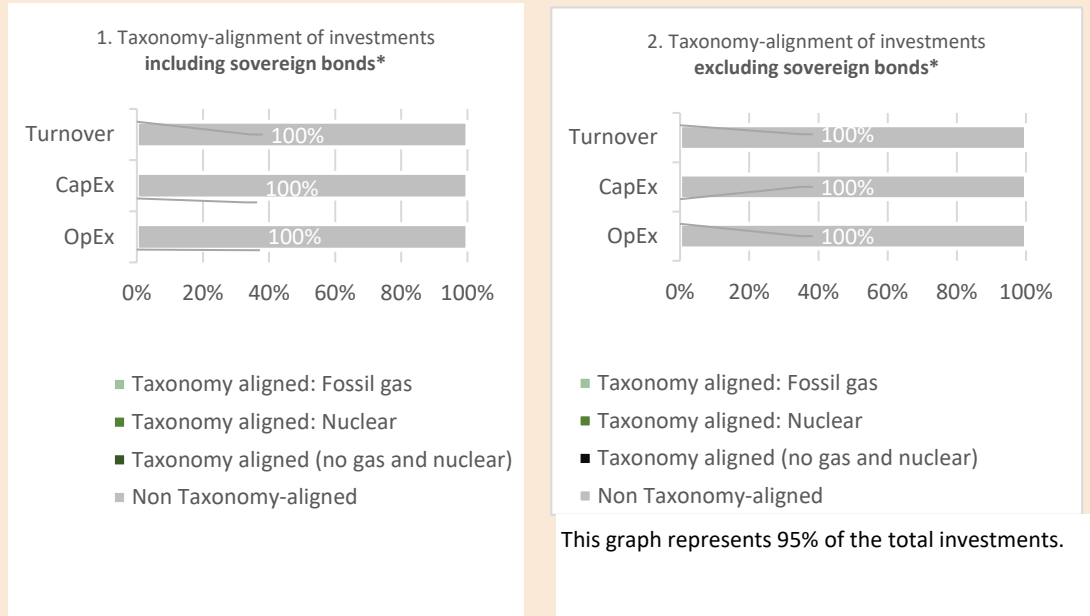 1. Taxonomy-alignment of investments
including sovereign bonds*
Turnover
100%
CapEx
100%
OpEx
100%
0% 20% 40% 60% 80% 100%
Taxonomy aligned: Fossil gas
Taxonomy aligned: Nuclear
Taxonomy aligned (no gas and nuclear)
Non Taxonomy-aligned
2. Taxonomy-alignment of investments
excluding sovereign bonds*
Turnover
100%
CapEx
100%
OpEx
100%
0% 20% 40% 60% 80% 100%
Taxonomy aligned: Fossil gas
Taxonomy aligned: Nuclear
Taxonomy aligned (no gas and nuclear)
Non Taxonomy-aligned
This graph represents 95% of the total investments.